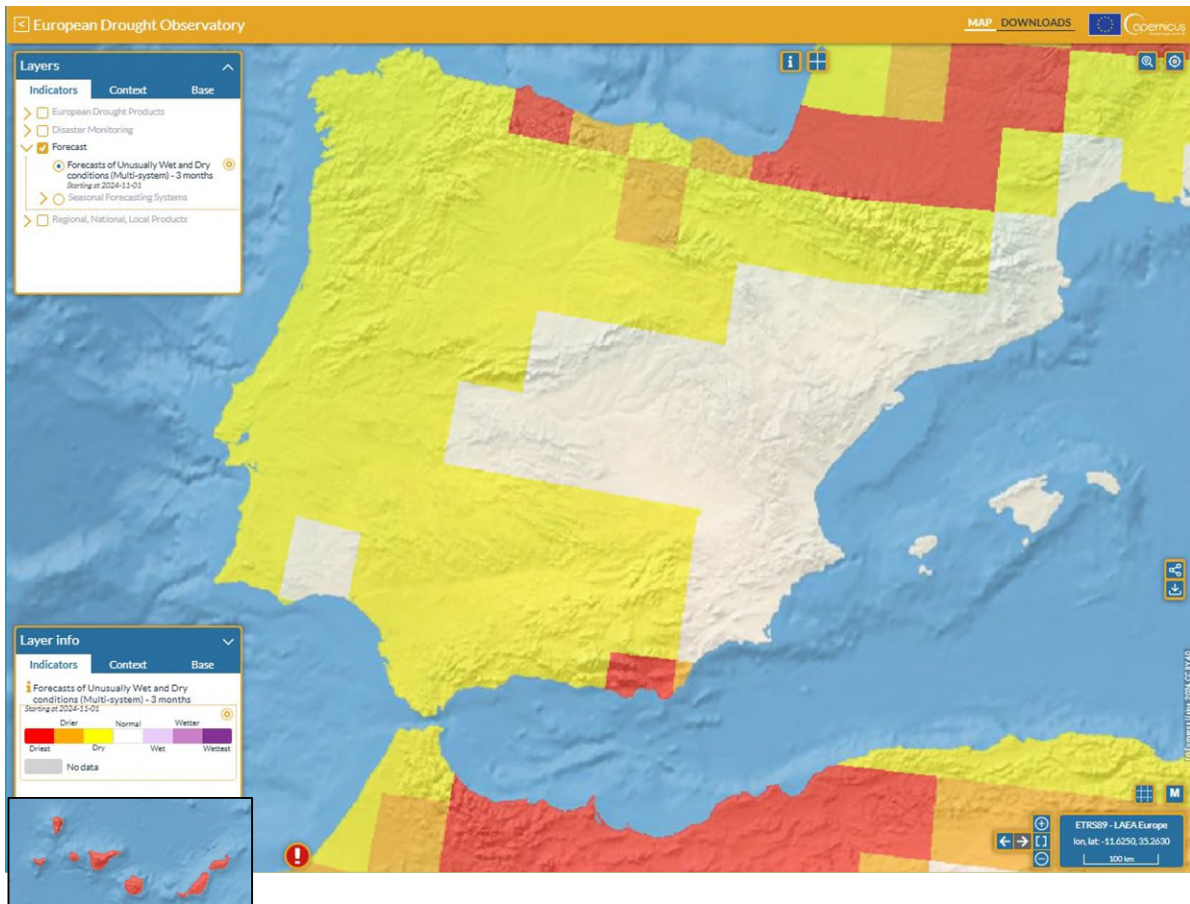 < European Drought Observatory
MAP DOWNLOADS
opernicus
Layers
Indicators Context Base
European Drought Products
Disaster Monitoring
Forecast
Forecasts of Unusually Wet and Dry
conditions (Multi-system) - 3 months
Starting at 2024-11-01
Seasonal Forecasting Systems
Regional, National, Local Products
i
Layer info
Indicators Context Base
i Forecasts of Unusually Wet and Dry
conditions (Multi-system) - 3 months
Starting at 2024-11-01
Drier Normal Wetter
Driest Dry Wet Wettest
No data
!
M
ETRS89 - LAEA Europe
lon, lat: -11.6250, 35.2630
100 km